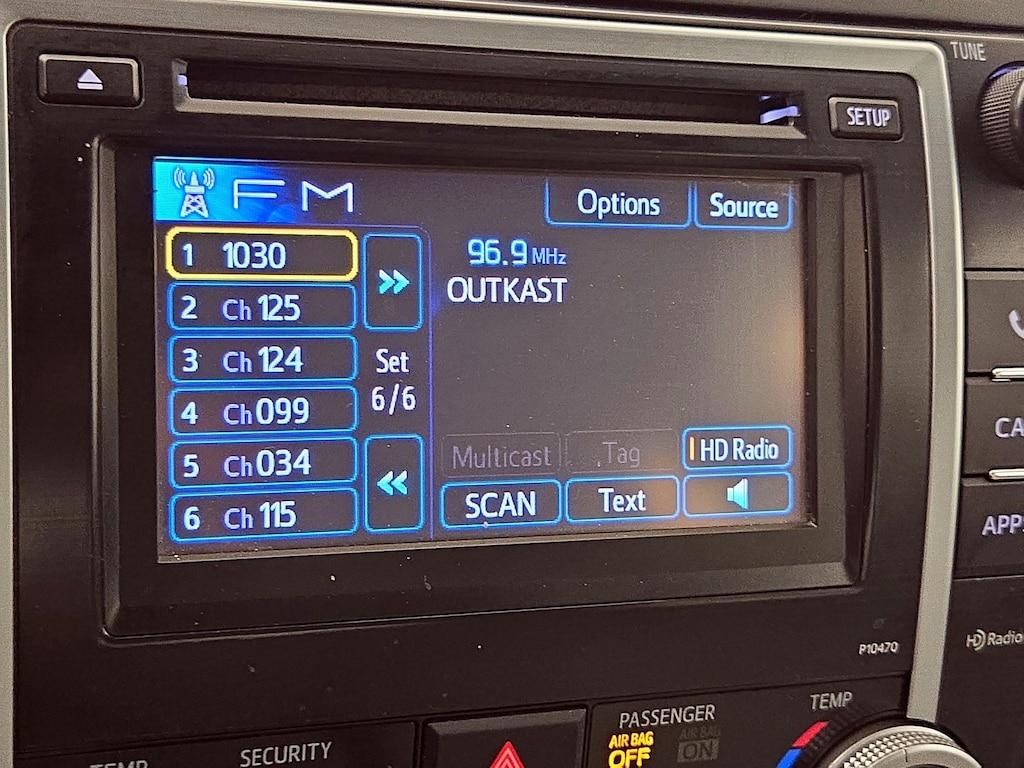 TUNE
SETUP
FM
Options
Source
1 1030
96.9 MHz
OUTKAST
2 Ch 125
3 Ch 124
Set
6/6
4 Ch 099
5 Ch 034
6 Ch 115
Multicast
Tag
HD Radio
SCAN
Text
HD Radio
P10470
TEMP
SECURITY
PASSENGER
AIR BAG
OFF
AIR BAG
ON
TEMP